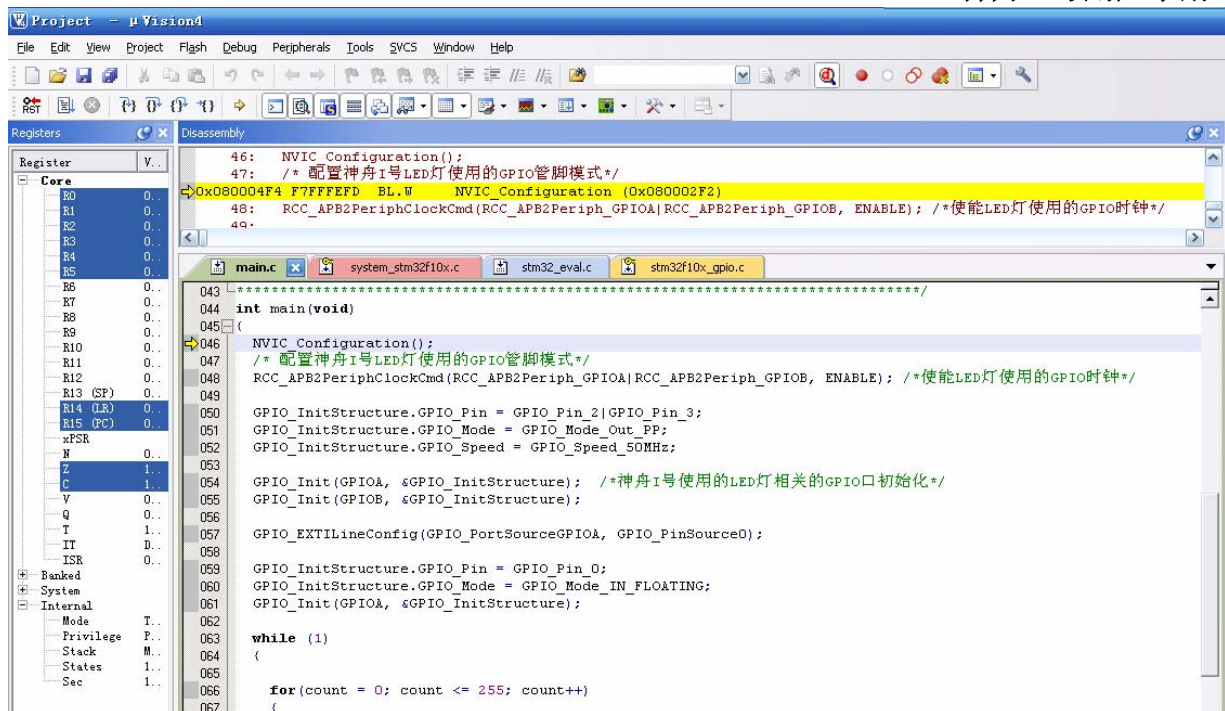 Project - µVision4
File Edit View Project Flash Debug Peripherals Tools SVCS Window Help
RST
Registers
Disassembly
Register V..
46: NVIC_Configuration();
47: /* 配置神舟I号LED灯使用的GPIO管脚模式*/
0x080004F4 F7FFFEFD BL.W NVIC_Configuration (0x080002F2)
48: RCC_APB2PeriphClockCmd(RCC_APB2Periph_GPIOA|RCC_APB2Periph_GPIOB, ENABLE); /*使能LED灯使用的GPIO时钟*/
49:
Core
R0 0..
R1 0..
R2 0..
R3 0..
R4 0..
R5 0..
R6 0..
R7 0..
R8 0..
R9 0..
R10 0..
R11 0..
R12 0..
R13 (SP) 0..
R14 (LR) 0..
R15 (PC) 0..
xPSR
N 0..
Z 1..
C 1..
V 0..
Q 0..
T 1..
IT D..
ISR 0..
Banked
System
Internal
Mode T..
Privilege P..
Stack M..
States 1..
Sec 1..
main.c system_stm32f10x.c stm32_eval.c stm32f10x_gpio.c
043 *******************************************************************************/
044 int main(void)
045 {
046 NVIC_Configuration();
047 /* 配置神舟I号LED灯使用的GPIO管脚模式*/
048 RCC_APB2PeriphClockCmd(RCC_APB2Periph_GPIOA|RCC_APB2Periph_GPIOB, ENABLE); /*使能LED灯使用的GPIO时钟*/
049
050 GPIO_InitStructure.GPIO_Pin = GPIO_Pin_2|GPIO_Pin_3;
051 GPIO_InitStructure.GPIO_Mode = GPIO_Mode_Out_PP;
052 GPIO_InitStructure.GPIO_Speed = GPIO_Speed_50MHz;
053
054 GPIO_Init(GPIOA, &GPIO_InitStructure); /*神舟I号使用的LED灯相关的GPIO口初始化*/
055 GPIO_Init(GPIOB, &GPIO_InitStructure);
056
057 GPIO_EXTILineConfig(GPIO_PortSourceGPIOA, GPIO_PinSource0);
058
059 GPIO_InitStructure.GPIO_Pin = GPIO_Pin_0;
060 GPIO_InitStructure.GPIO_Mode = GPIO_Mode_IN_FLOATING;
061 GPIO_Init(GPIOA, &GPIO_InitStructure);
062
063 while (1)
064 {
065
066 for(count = 0; count <= 255; count++)
067 {